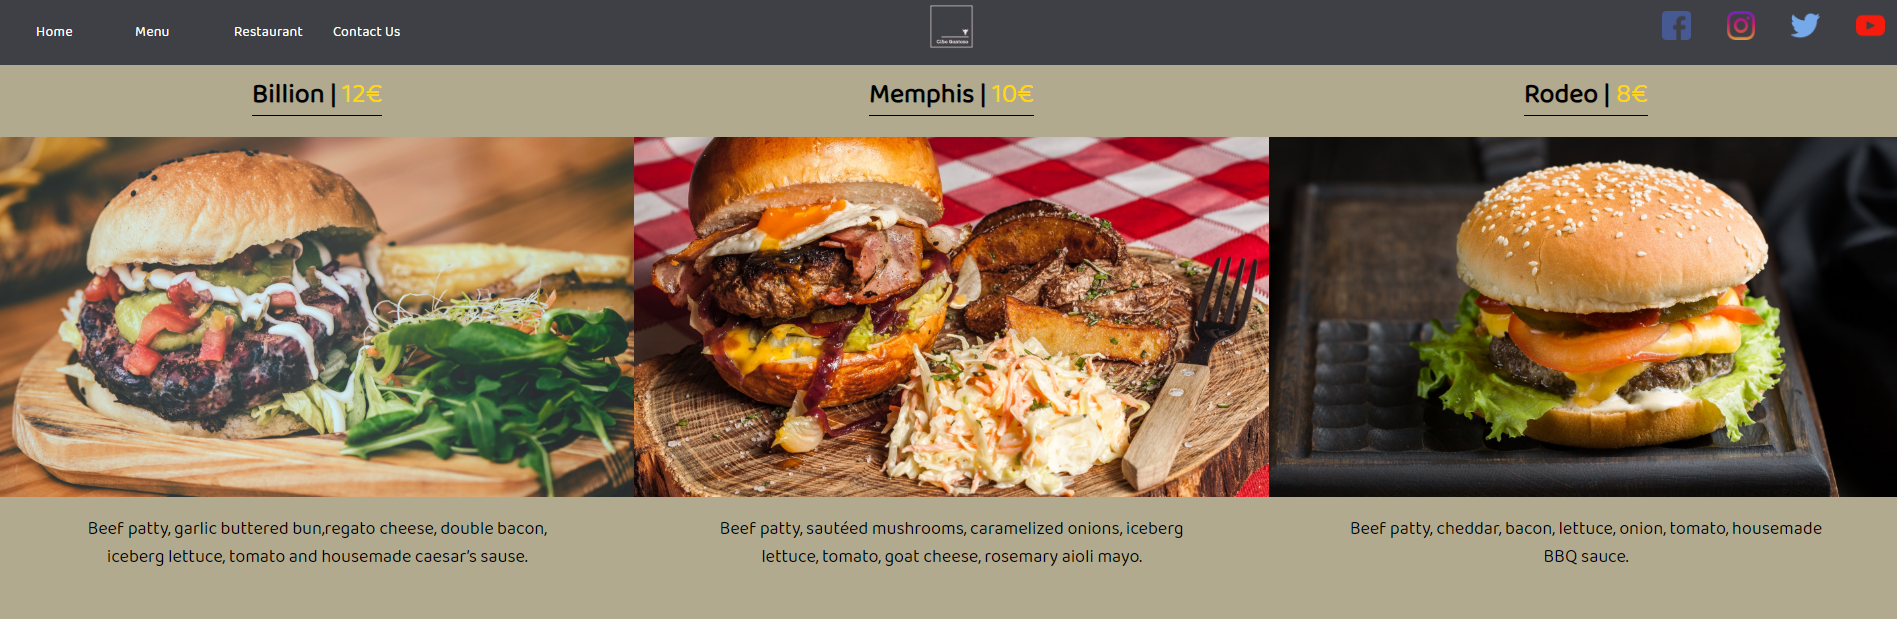 Home Menu Restaurant Contact Us
Cibo Gustoso
Billion | 12€
Memphis | 10€
Rodeo | 8€
Beef patty, garlic buttered bun,regato cheese, double bacon,
iceberg lettuce, tomato and housemade caesar's sause.
Beef patty, sautéed mushrooms, caramelized onions, iceberg
lettuce, tomato, goat cheese, rosemary aioli mayo.
Beef patty, cheddar, bacon, lettuce, onion, tomato, housemade
BBQ sauce.